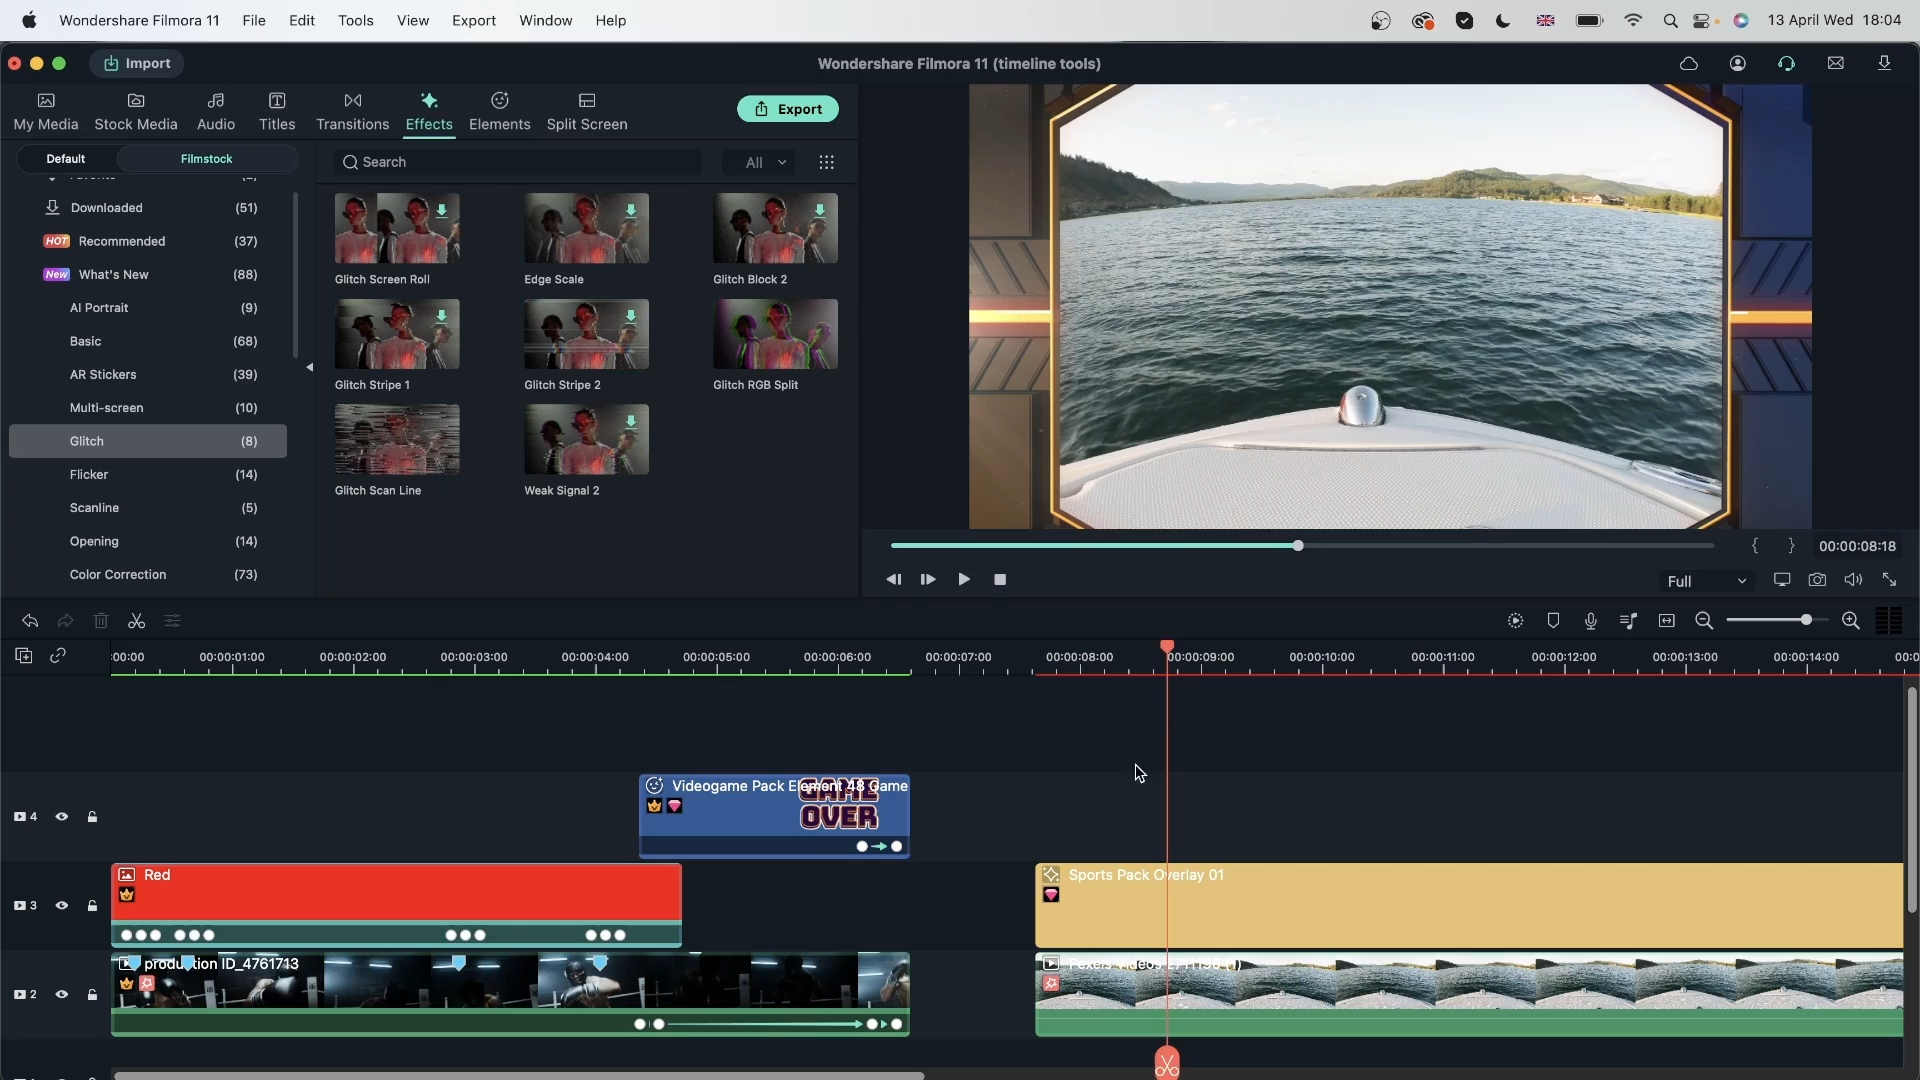 Wondershare Filmora 11 File Edit Tools View Export Window Help 13 April Wed 18:04
Import Wondershare Filmora 11 (timeline tools)
My Media Stock Media Audio Titles Transitions Effects Elements Split Screen Export
Default Filmstock Search All
Downloaded (51)
HOT Recommended (37)
New What's New (88)
AI Portrait (9)
Basic (68)
AR Stickers (39)
Multi-screen (10)
Glitch (8)
Flicker (14)
Scanline (5)
Opening (14)
Color Correction (73)
Glitch Screen Roll Edge Scale Glitch Block 2
Glitch Stripe 1 Glitch Stripe 2 Glitch RGB Split
Glitch Scan Line Weak Signal 2
{ } 00:00:08:18
Full
:00:00 00:00:01:00 00:00:02:00 00:00:03:00 00:00:04:00 00:00:05:00 00:00:06:00 00:00:07:00 00:00:08:00 00:00:09:00 00:00:10:00 00:00:11:00 00:00:12:00 00:00:13:00 00:00:14:00 00:0
4 Videogame Pack Element 48 Game
GAME
OVER
3 Red Sports Pack Overlay 01
2 production ID_4761713